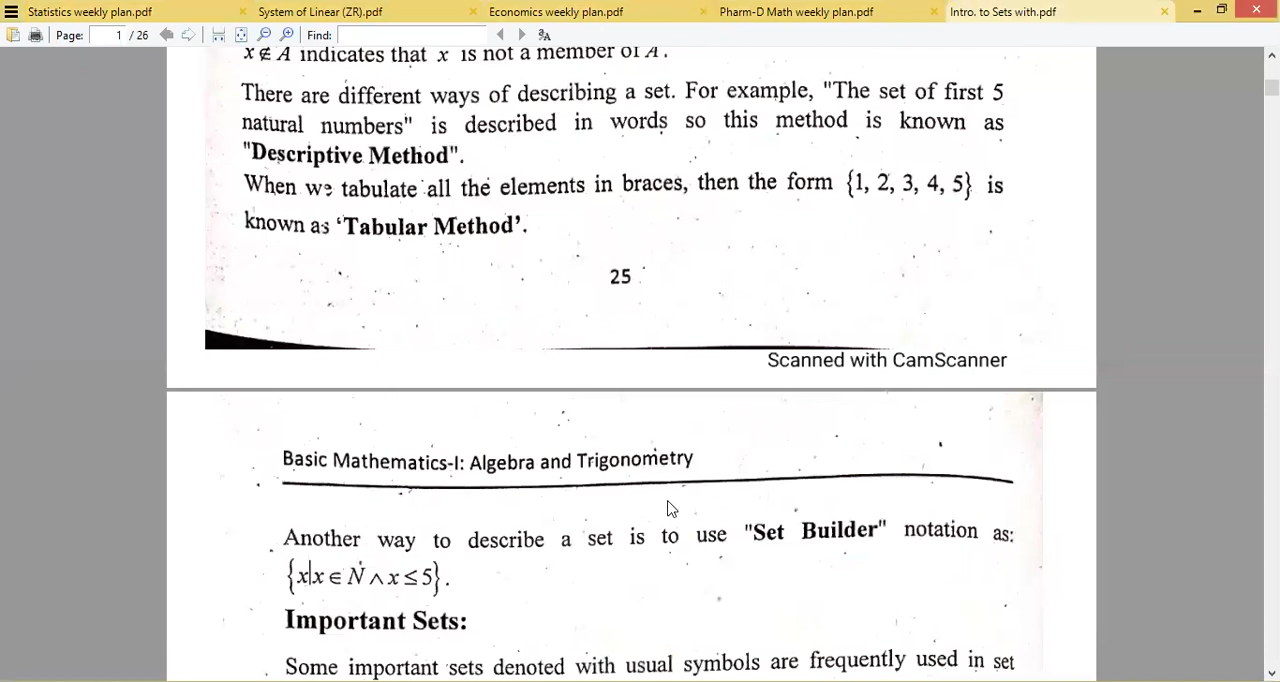 Statistics weekly plan.pdf × System of Linear (ZR).pdf × Economics weekly plan.pdf × Pharm-D Math weekly plan.pdf × Intro. to Sets with.pdf ×
Page: 1 / 26 Find:
x ∉ A indicates that x is not a member of A.
There are different ways of describing a set. For example, "The set of first 5
natural numbers" is described in words so this method is known as
"Descriptive Method".
When we tabulate all the elements in braces, then the form {1, 2, 3, 4, 5} is
known as ‘Tabular Method’.
25
Scanned with CamScanner
Basic Mathematics-I: Algebra and Trigonometry
Another way to describe a set is to use "Set Builder" notation as:
{x|x ∈ N ∧ x ≤ 5}.
Important Sets:
Some important sets denoted with usual symbols are frequently used in set